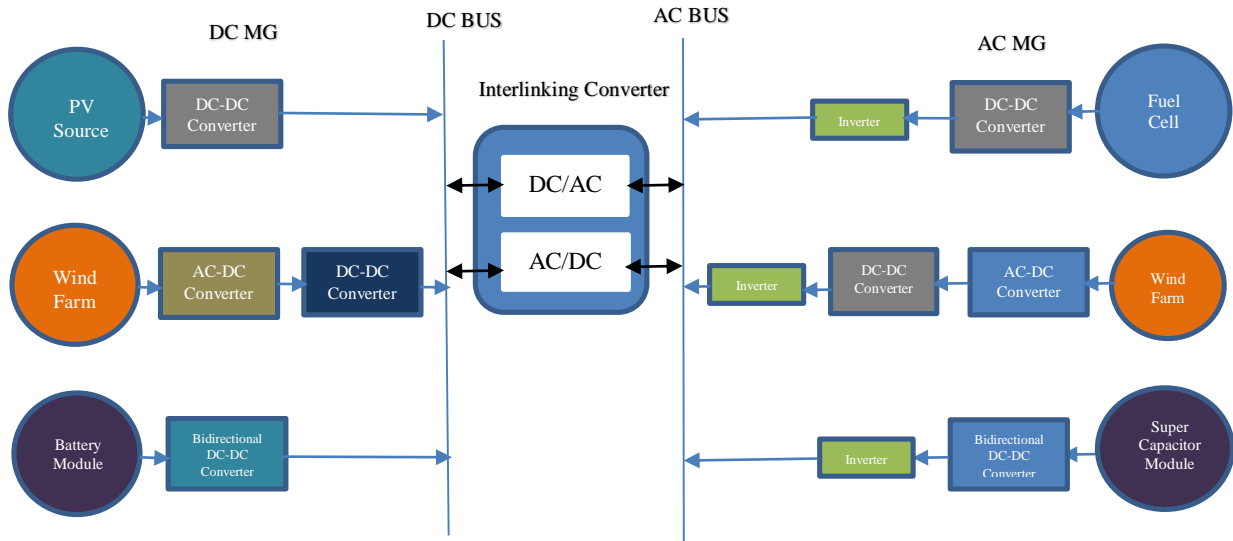 DC BUS
AC BUS
DC MG
AC MG
Interlinking Converter
PV
Source
DC-DC
Converter
Wind
Farm
AC-DC
Converter
DC-DC
Converter
Battery
Module
Bidirectional
DC-DC
Converter
DC/AC
AC/DC
Inverter
DC-DC
Converter
Fuel
Cell
Inverter
DC-DC
Converter
AC-DC
Converter
Wind
Farm
Inverter
Bidirectional
DC-DC
Converter
Super
Capacitor
Module